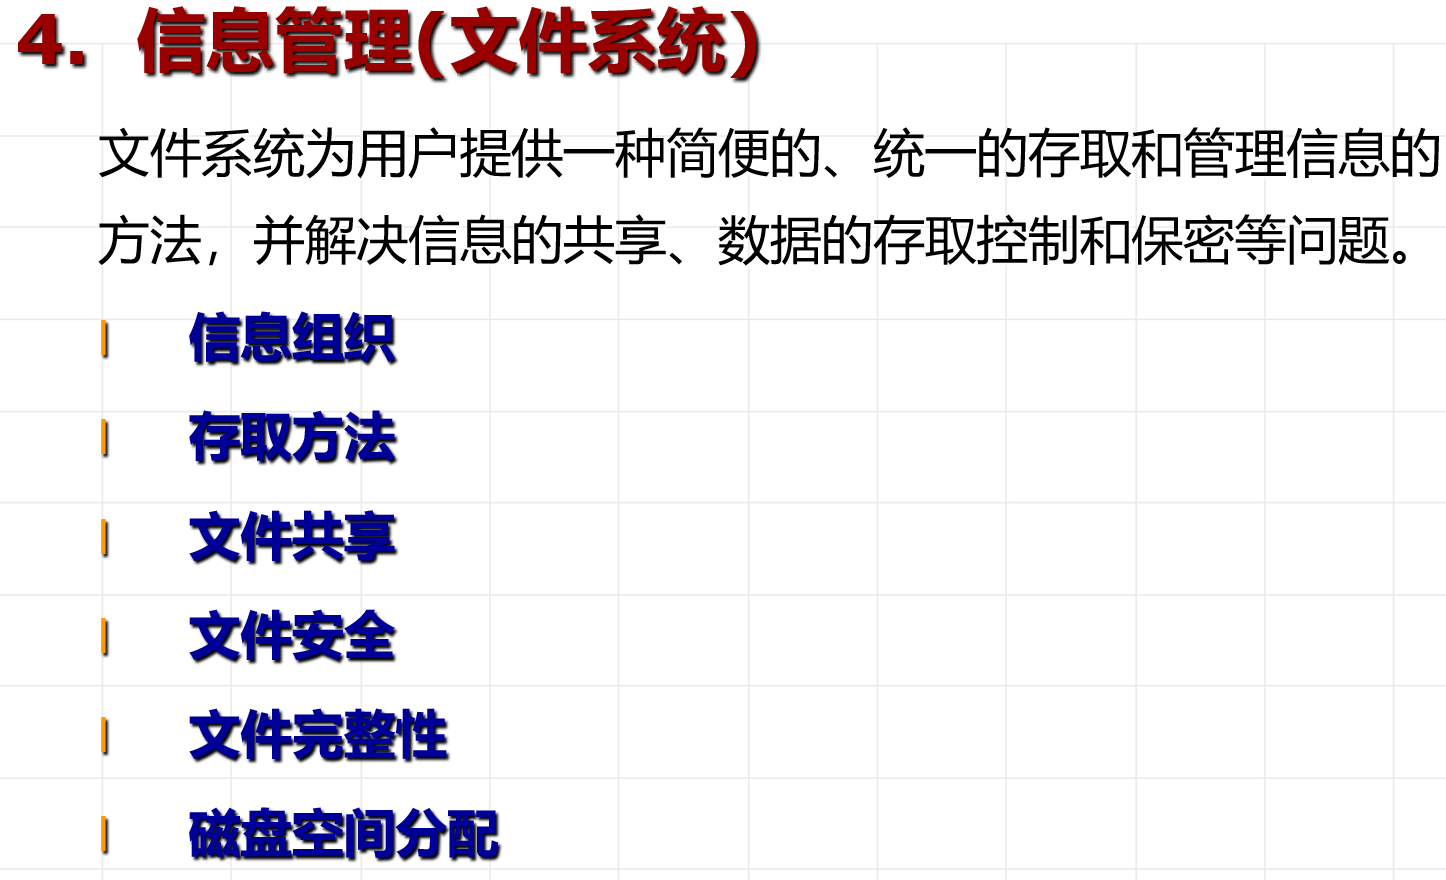 4. 信息管理(文件系统)
文件系统为用户提供一种简便的、统一的存取和管理信息的
方法，并解决信息的共享、数据的存取控制和保密等问题。
信息组织
存取方法
文件共享
文件安全
文件完整性
磁盘空间分配